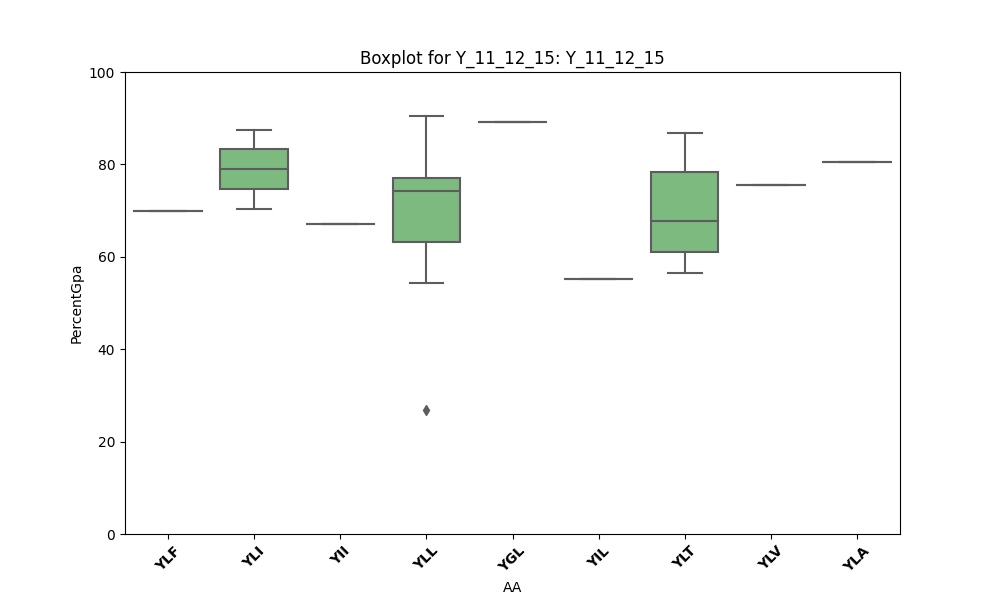 Boxplot for Y_11_12_15: Y_11_12_15
100
80
60
40
20
0
PercentGpa
YLF YLI YII YLL YGL YIL YLT YLV YLA
AA